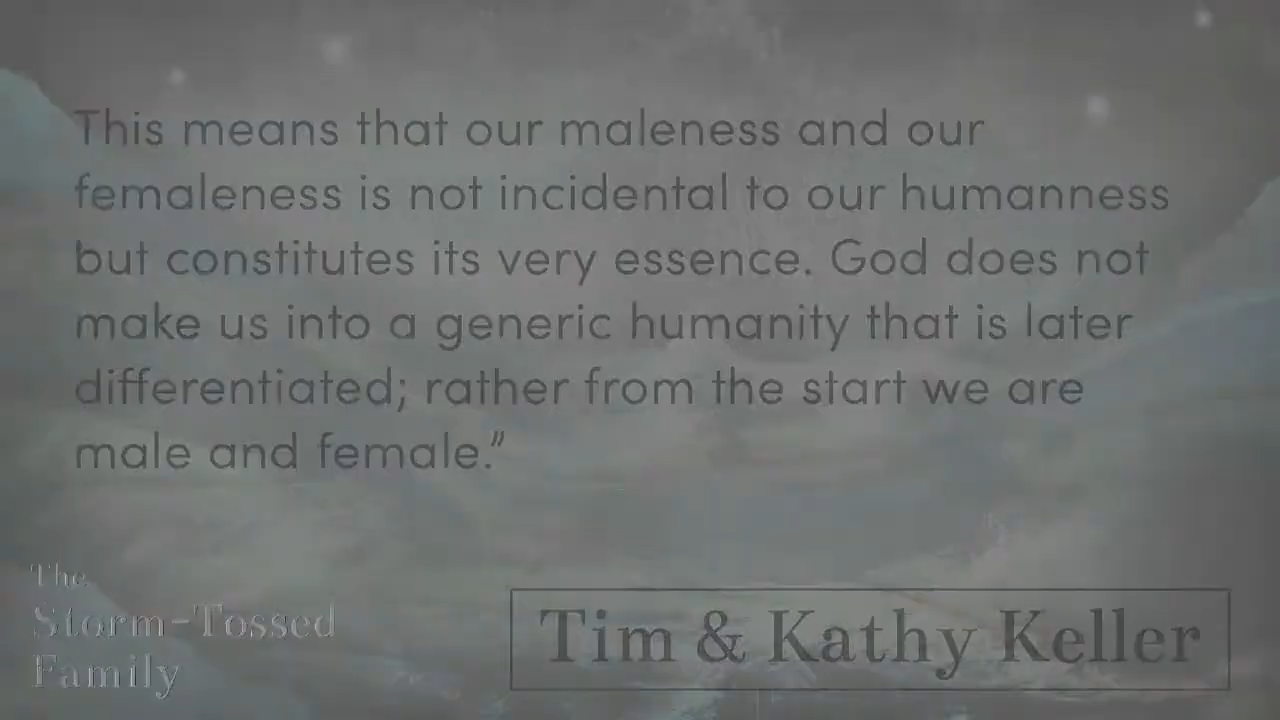 This means that our maleness and our
femaleness is not incidental to our humanness
but constitutes its very essence. God does not
make us into a generic humanity that is later
differentiated; rather from the start we are
male and female.”
The
Storm-Tossed
Family
Tim & Kathy Keller